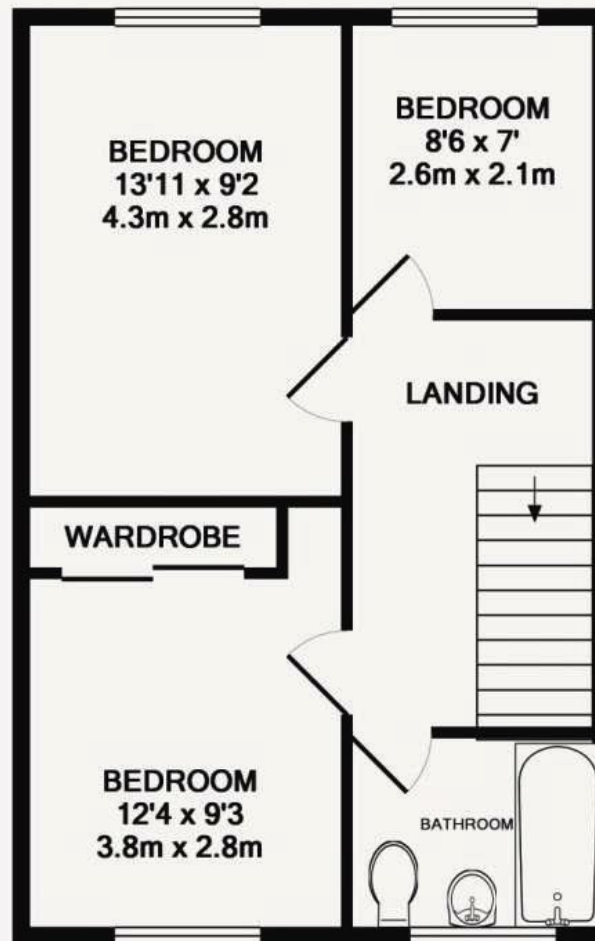 BEDROOM
13'11 x 9'2
4.3m x 2.8m
BEDROOM
8'6 x 7'
2.6m x 2.1m
LANDING
WARDROBE
BEDROOM
12'4 x 9'3
3.8m x 2.8m
BATHROOM